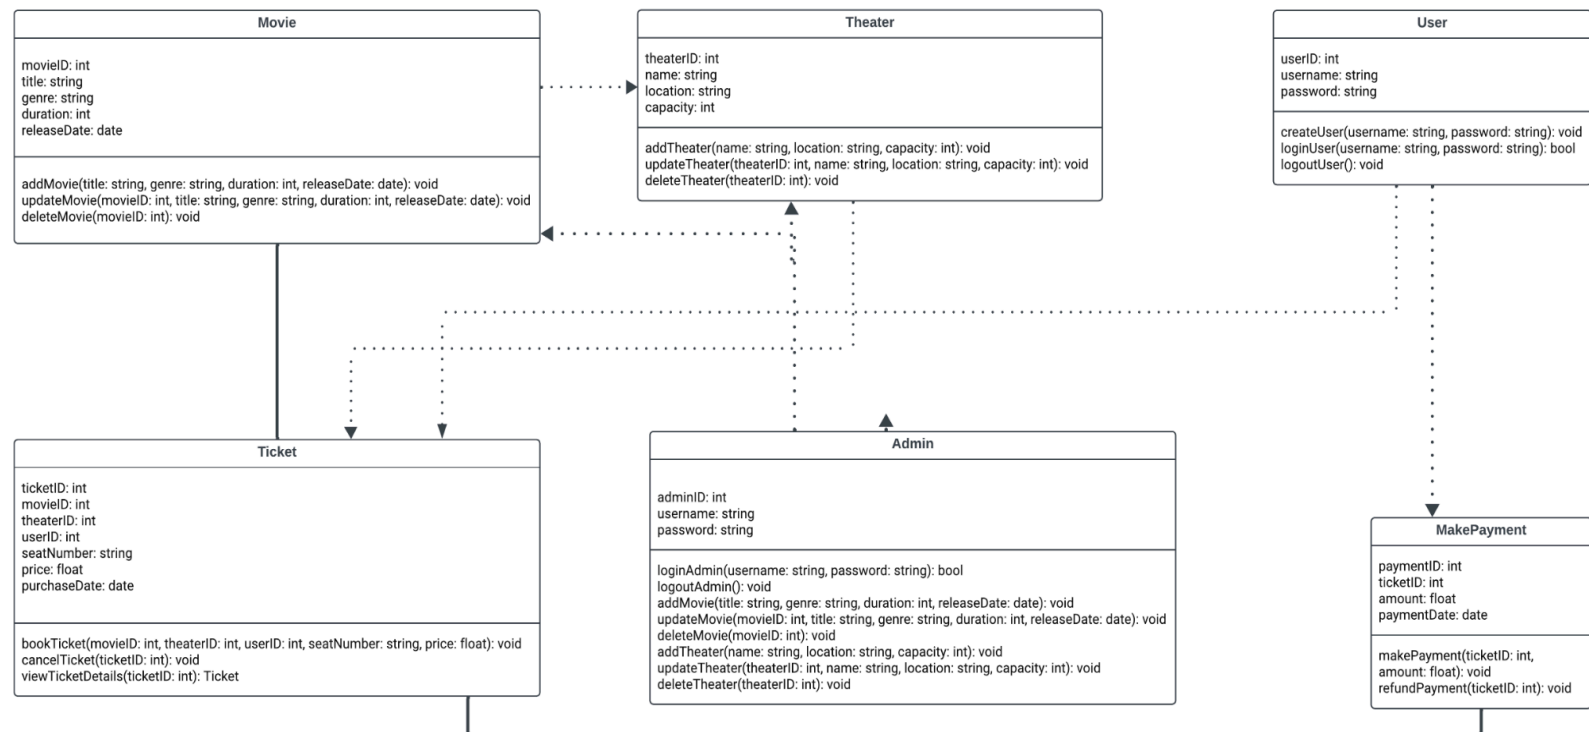 Movie
movieID: int
title: string
genre: string
duration: int
releaseDate: date
addMovie(title: string, genre: string, duration: int, releaseDate: date): void
updateMovie(movieID: int, title: string, genre: string, duration: int, releaseDate: date): void
deleteMovie(movieID: int): void
Theater
theaterID: int
name: string
location: string
capacity: int
addTheater(name: string, location: string, capacity: int): void
updateTheater(theaterID: int, name: string, location: string, capacity: int): void
deleteTheater(theaterID: int): void
User
userID: int
username: string
password: string
createUser(username: string, password: string): void
loginUser(username: string, password: string): bool
logoutUser(): void
Ticket
ticketID: int
movieID: int
theaterID: int
userID: int
seatNumber: string
price: float
purchaseDate: date
bookTicket(movieID: int, theaterID: int, userID: int, seatNumber: string, price: float): void
cancelTicket(ticketID: int): void
viewTicketDetails(ticketID: int): Ticket
Admin
adminID: int
username: string
password: string
loginAdmin(username: string, password: string): bool
logoutAdmin(): void
addMovie(title: string, genre: string, duration: int, releaseDate: date): void
updateMovie(movieID: int, title: string, genre: string, duration: int, releaseDate: date): void
deleteMovie(movieID: int): void
addTheater(name: string, location: string, capacity: int): void
updateTheater(theaterID: int, name: string, location: string, capacity: int): void
deleteTheater(theaterID: int): void
MakePayment
paymentID: int
ticketID: int
amount: float
paymentDate: date
makePayment(ticketID: int,
amount: float): void
refundPayment(ticketID: int): void